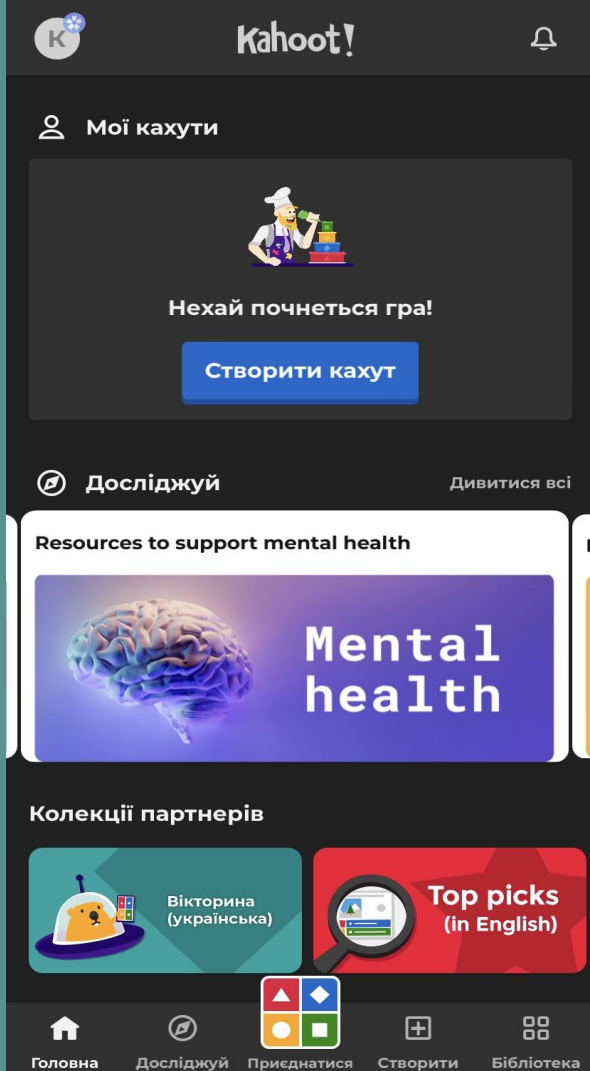 K
Kahoot!
Мої кахути
Нехай почнеться гра!
Створити кахут
Досліджуй
Дивитися всі
Resources to support mental health
Mental
health
Колекції партнерів
Вікторина
(українська)
Top picks
(in English)
Головна
Досліджуй
Приєднатися
Створити
Бібліотека